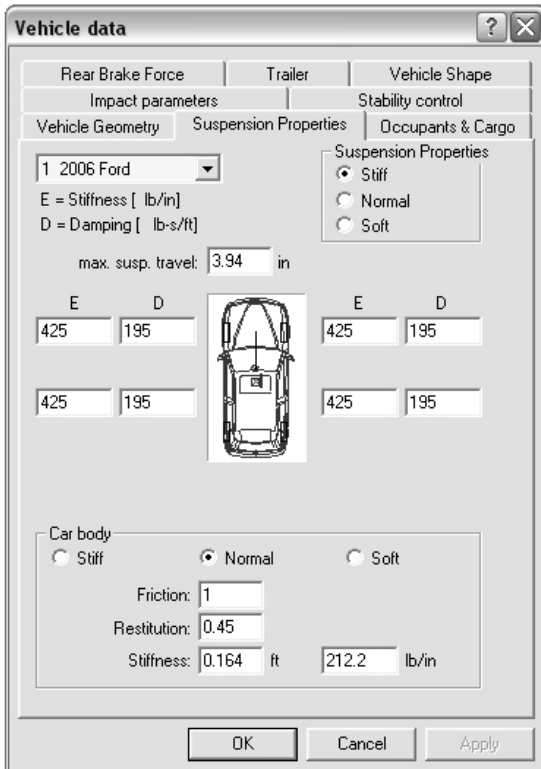 Vehicle data
Rear Brake Force Trailer Vehicle Shape
Impact parameters Stability control
Vehicle Geometry Suspension Properties Occupants & Cargo
1 2006 Ford
Suspension Properties
Stiff
Normal
Soft
E = Stiffness [ lb/in]
D = Damping [ lb-s/ft]
max. susp. travel: 3.94 in
E D E D
425 195 425 195
425 195 425 195
Car body
Stiff Normal Soft
Friction: 1
Restitution: 0.45
Stiffness: 0.164 ft 212.2 lb/in
OK Cancel Apply